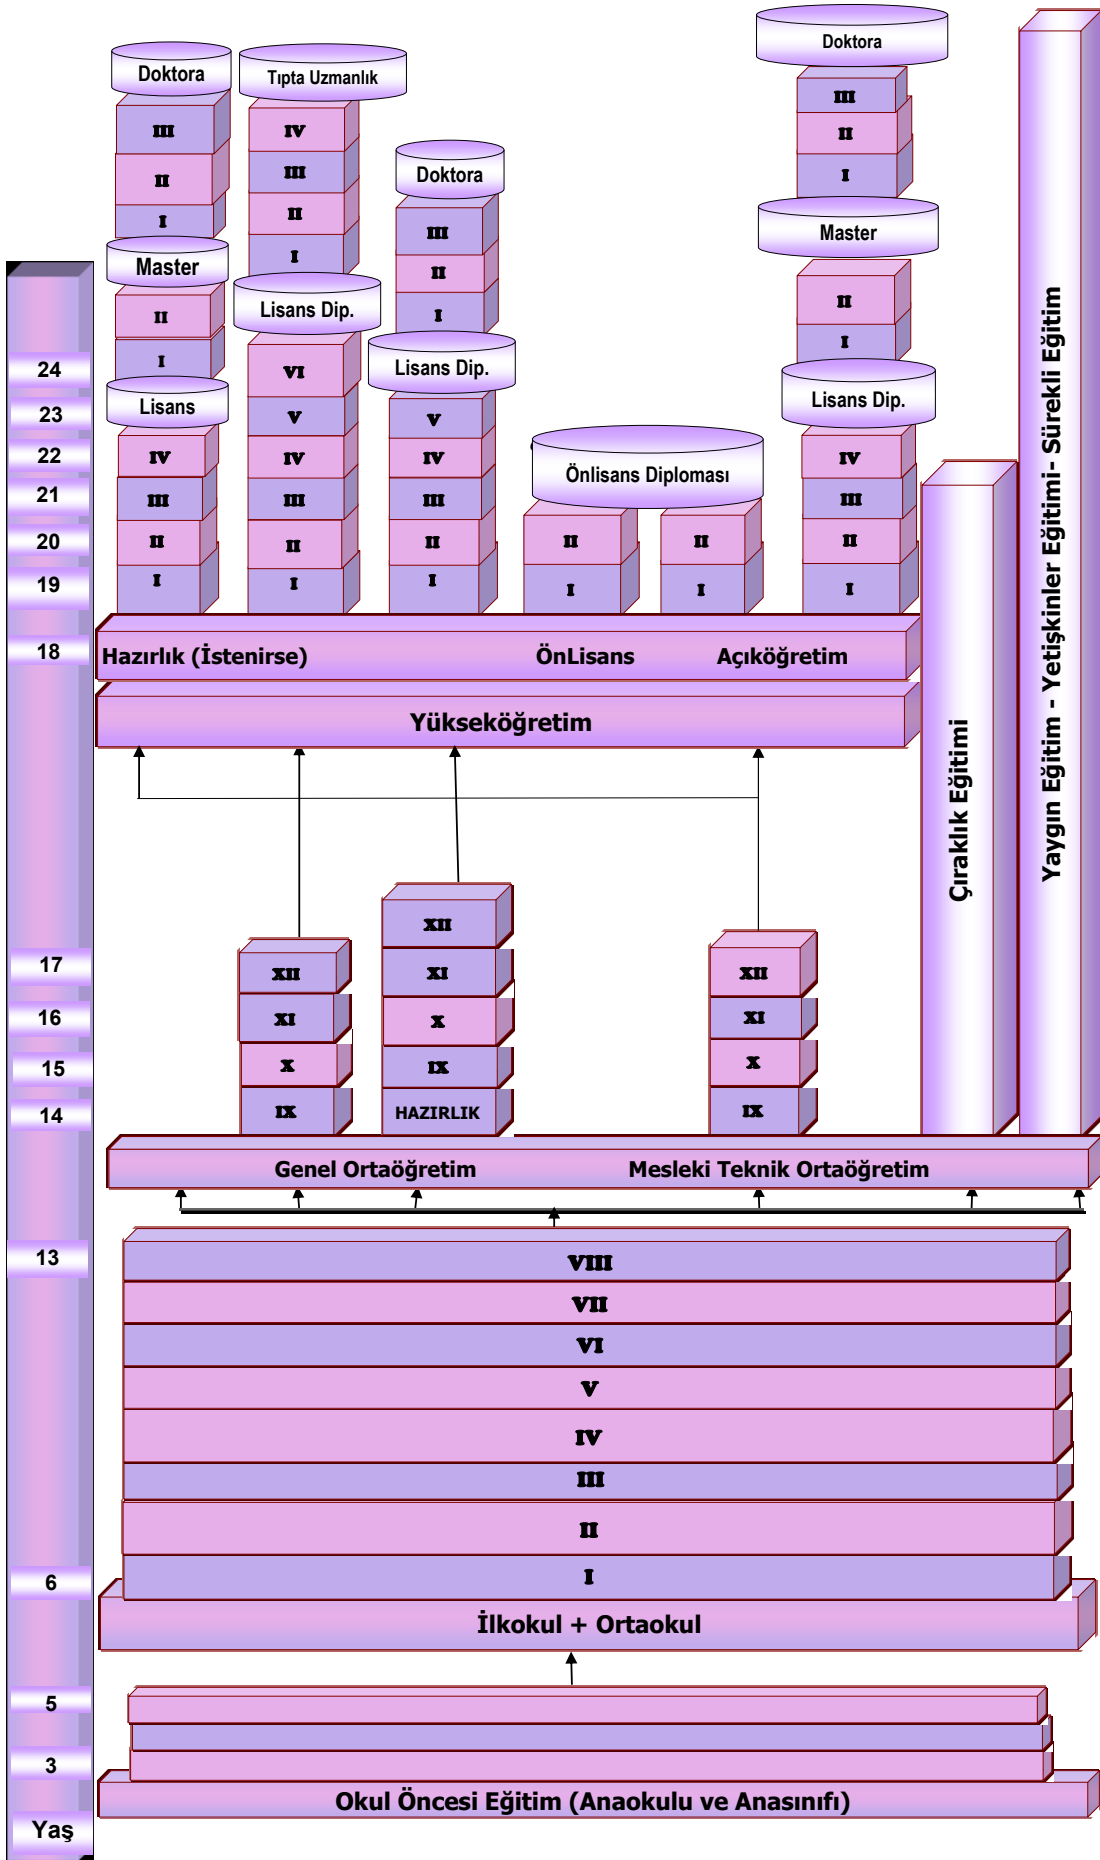 Doktora
Tıpta Uzmanlık
Doktora
III
IV
III
II
III
Doktora
II
I
II
III
I
Master
I
II
Master
II
I
Lisans Dip.
I
II
I
24
VI
Lisans Dip.
Lisans Dip.
23
Lisans
V
V
22
IV
IV
IV
Önlisans Diploması
IV
21
III
III
III
III
20
II
II
II
II
II
II
19
I
I
I
I
I
I
18
Hazırlık (İstenirse)
ÖnLisans
Açıköğretim
Yükseköğretim
Çıraklık Eğitimi
Yaygın Eğitim - Yetişkinler Eğitimi- Sürekli Eğitim
XII
17
XII
XI
XII
16
XI
X
XI
15
X
IX
X
14
IX
HAZIRLIK
IX
Genel Ortaöğretim
Mesleki Teknik Ortaöğretim
13
VIII
VII
VI
V
IV
III
II
6
I
İlkokul + Ortaokul
5
3
Okul Öncesi Eğitim (Anaokulu ve Anasınıfı)
Yaş